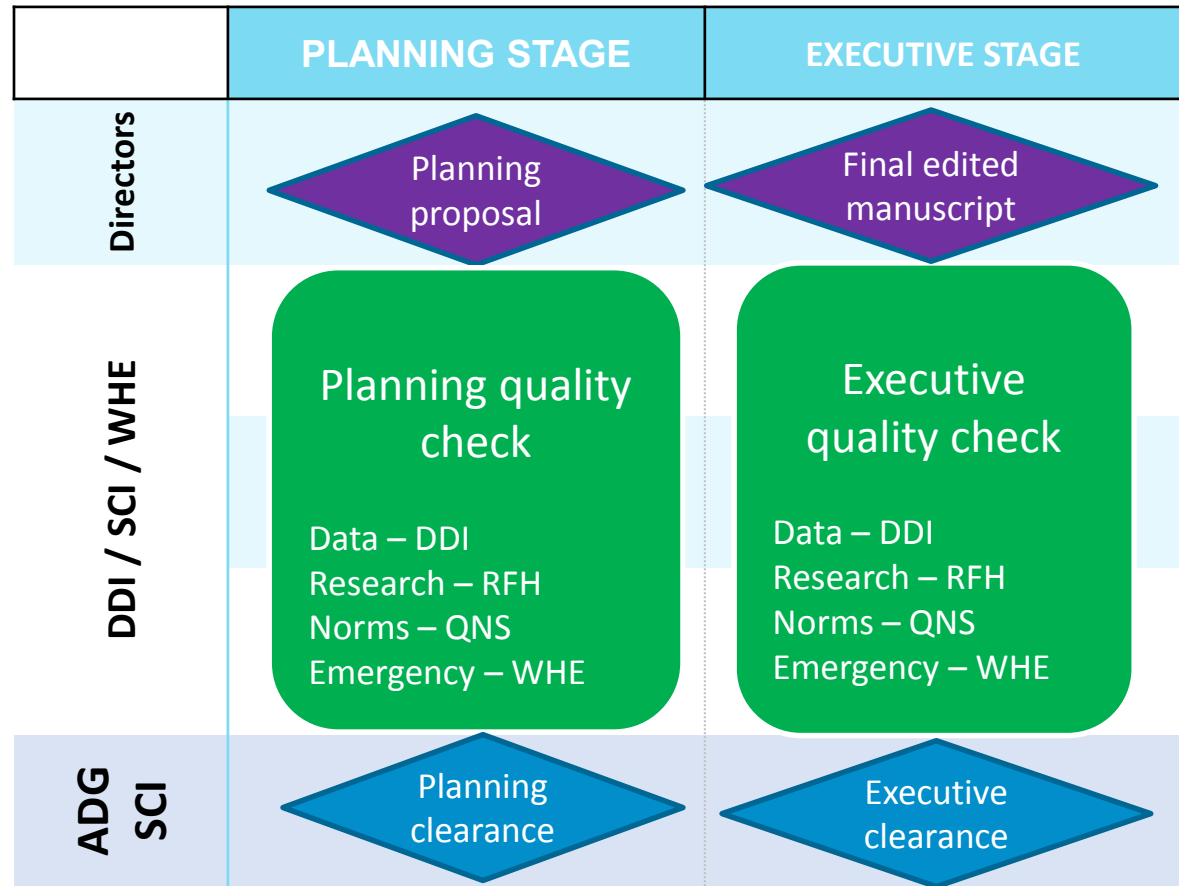 PLANNING STAGE
EXECUTIVE STAGE
Directors
Planning
proposal
Final edited
manuscript
DDI / SCI / WHE
Planning quality
check
Data – DDI
Research – RFH
Norms – QNS
Emergency – WHE
Executive
quality check
Data – DDI
Research – RFH
Norms – QNS
Emergency – WHE
ADG
SCI
Planning
clearance
Executive
clearance